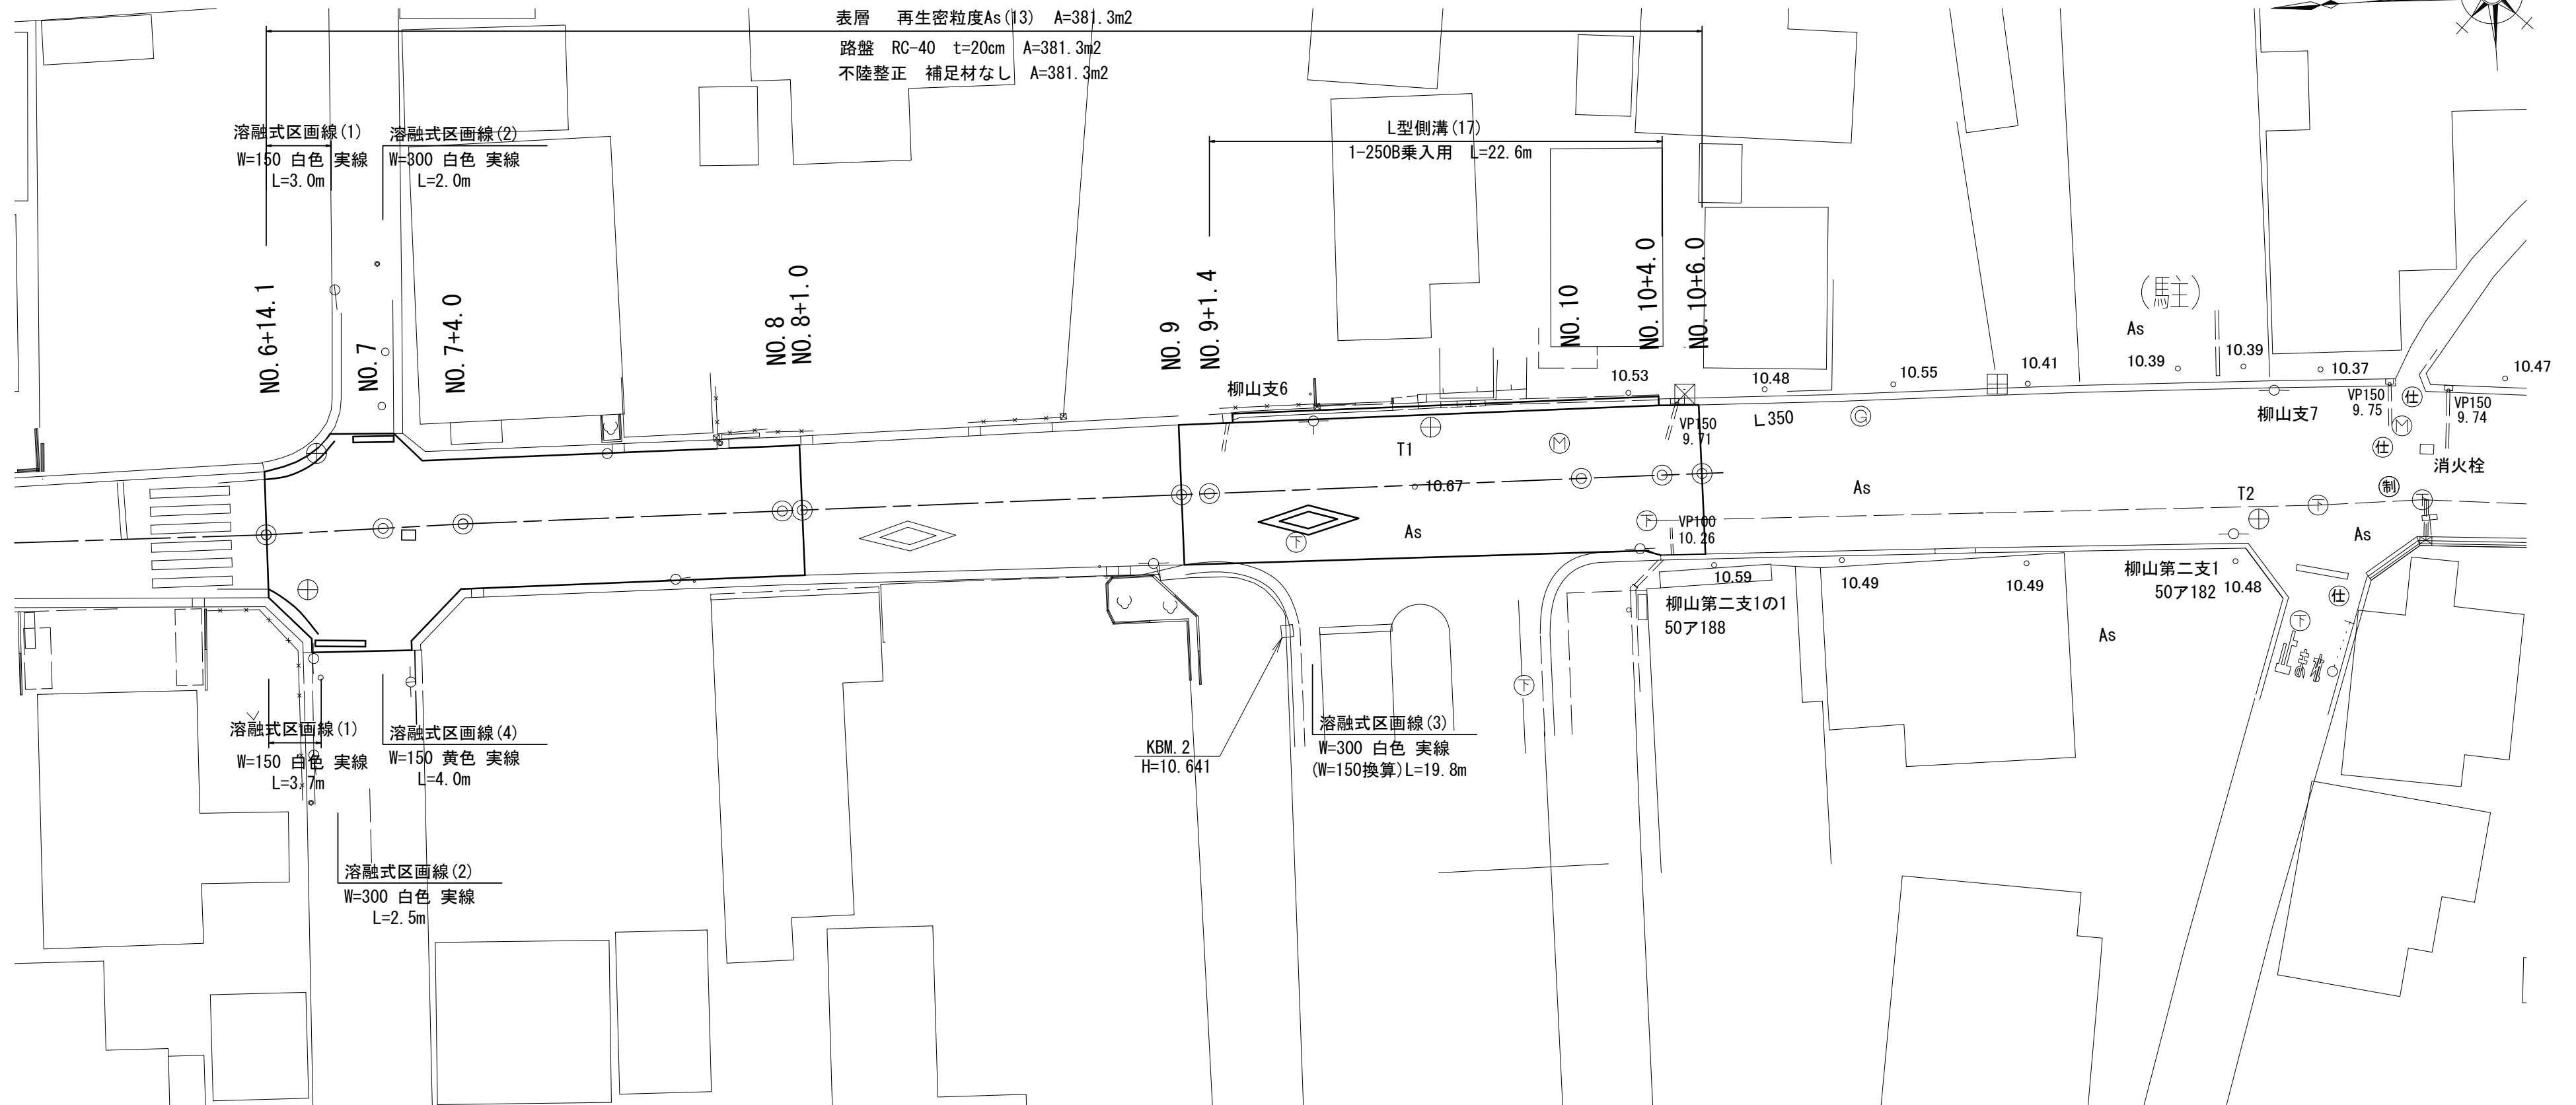 表層　再生密粒度As(13)　A=381.3m2
路盤　RC-40　t=20cm　A=381.3m2
不陸整正　補足材なし　A=381.3m2
溶融式区画線(1)
W=150 白色 実線
L=3.0m
溶融式区画線(2)
W=300 白色 実線
L=2.0m
L型側溝(17)
1-250B乗入用　L=22.6m
NO.6+14.1
NO.7
NO.7+4.0
NO.8
NO.8+1.0
NO.9
NO.9+1.4
NO.10
NO.10+4.0
NO.10+6.0
(駐)
As
10.39
10.39
10.37
10.47
10.41
10.55
10.48
10.53
柳山支6
柳山支7
VP150
9.75
仕
VP150
9.74
M
仕
消火栓
VP150
9.71
L350
G
T1
M
10.67
As
As
下
下
VP100
10.26
T2
下
制
下
As
10.59
10.49
10.49
柳山第二支1
50ア182
10.48
仕
下
柳山第二支1の1
50ア188
As
下
溶融式区画線(1)
W=150 白色 実線
L=3.7m
溶融式区画線(4)
W=150 黄色 実線
L=4.0m
溶融式区画線(2)
W=300 白色 実線
L=2.5m
KBM.2
H=10.641
溶融式区画線(3)
W=300 白色 実線
(W=150換算)L=19.8m